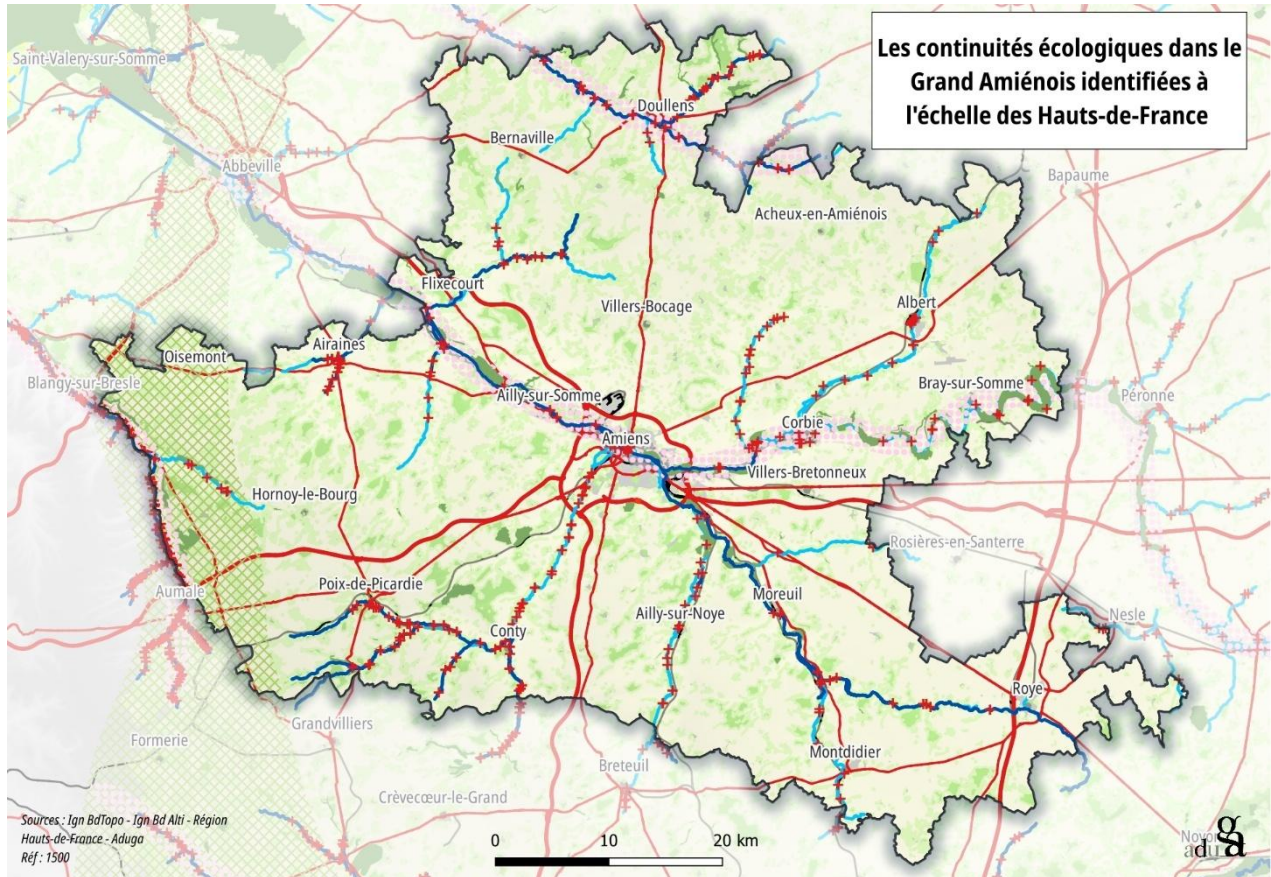 Les continuités écologiques dans le
Grand Amiénois identifiées à
l'échelle des Hauts-de-France
Saint-Valery-sur-Somme
Doullens
Bernaville
Abbeville
Bapaume
Acheux-en-Amiénois
Flixecourt
Villers-Bocage
Albert
Airaines
Oisemont
Blangy-sur-Bresle
Bray-sur-Somme
Péronne
Ailly-sur-Somme
Corbie
Amiens
Villers-Bretonneux
Hornoy-le-Bourg
Rosières-en-Santerre
Poix-de-Picardie
Aumale
Moreuil
Ailly-sur-Noye
Nesle
Conty
Roye
Grandvilliers
Formerie
Montdidier
Breteuil
Crèvecœur-le-Grand
Sources : Ign BdTopo - Ign Bd Alti - Région
Hauts-de-France - Aduga
Réf : 1500
0 10 20 km
Noyon
aduga